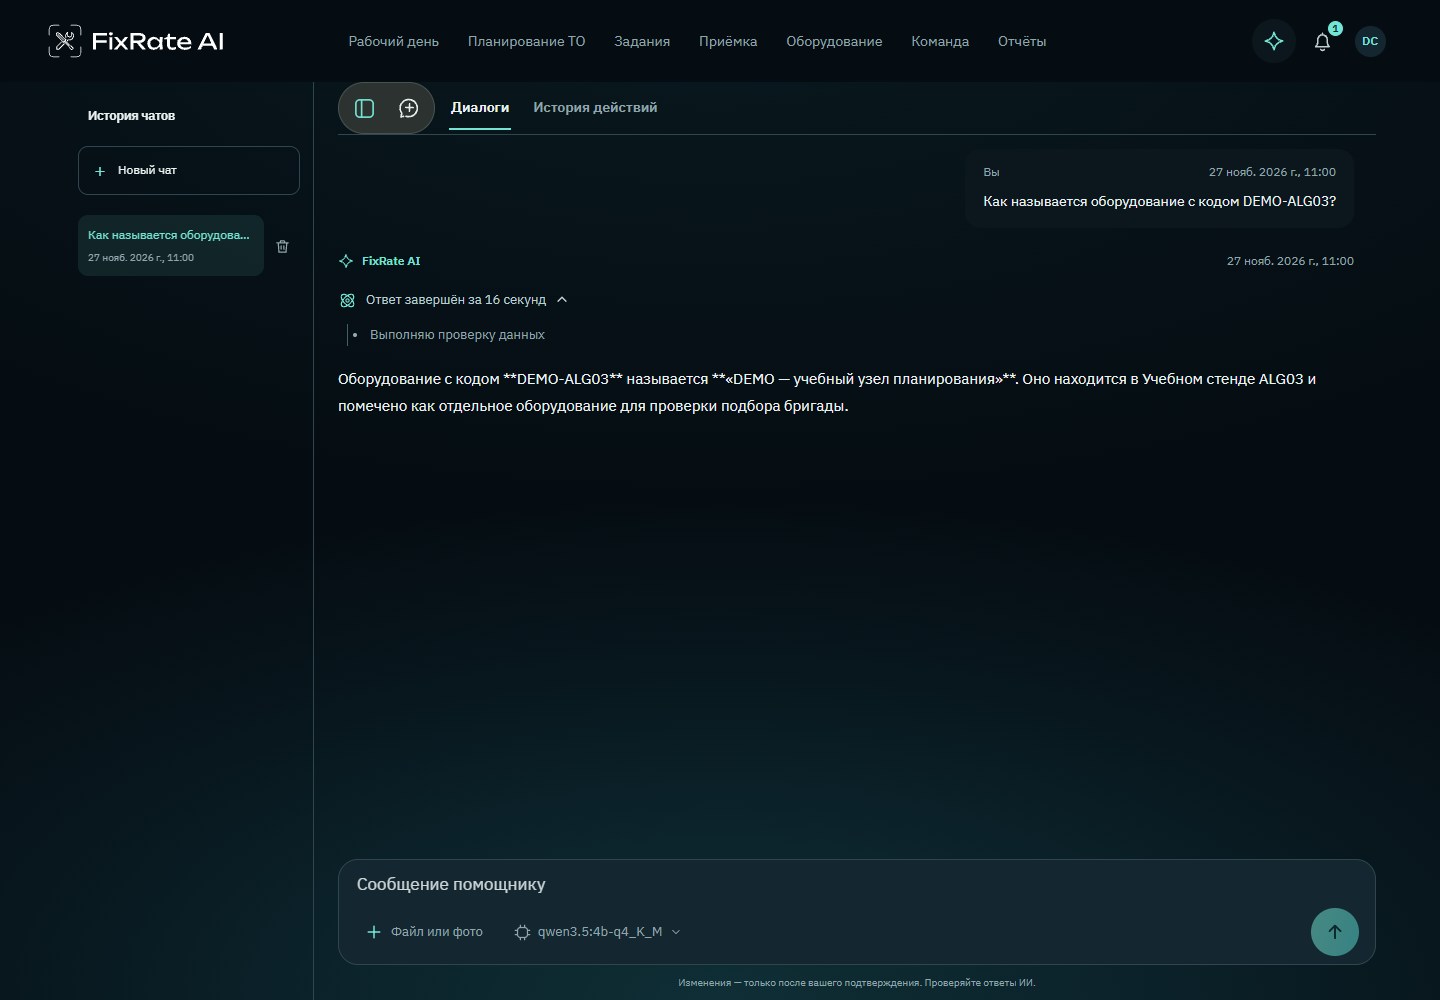 FixRate AI
Рабочий день
Планирование ТО
Задания
Приёмка
Оборудование
Команда
Отчёты
1
DC
История чатов
Новый чат
Как называется оборудова...
27 нояб. 2026 г., 11:00
Диалоги
История действий
Вы
27 нояб. 2026 г., 11:00
Как называется оборудование с кодом DEMO-ALG03?
FixRate AI
27 нояб. 2026 г., 11:00
Ответ завершён за 16 секунд
Выполняю проверку данных
Оборудование с кодом **DEMO-ALG03** называется **«DEMO — учебный узел планирования»**. Оно находится в Учебном стенде ALG03 и
помечено как отдельное оборудование для проверки подбора бригады.
Сообщение помощнику
Файл или фото
qwen3.5:4b-q4_K_M
Изменения — только после вашего подтверждения. Проверяйте ответы ИИ.